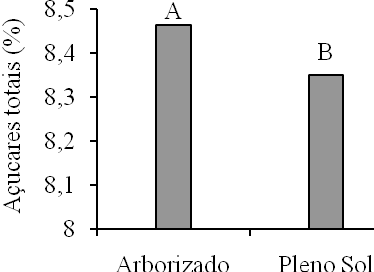 Açucares totais (%)
8,5
8,4
8,3
8,2
8,1
8
A
B
Arborizado
Pleno Sol